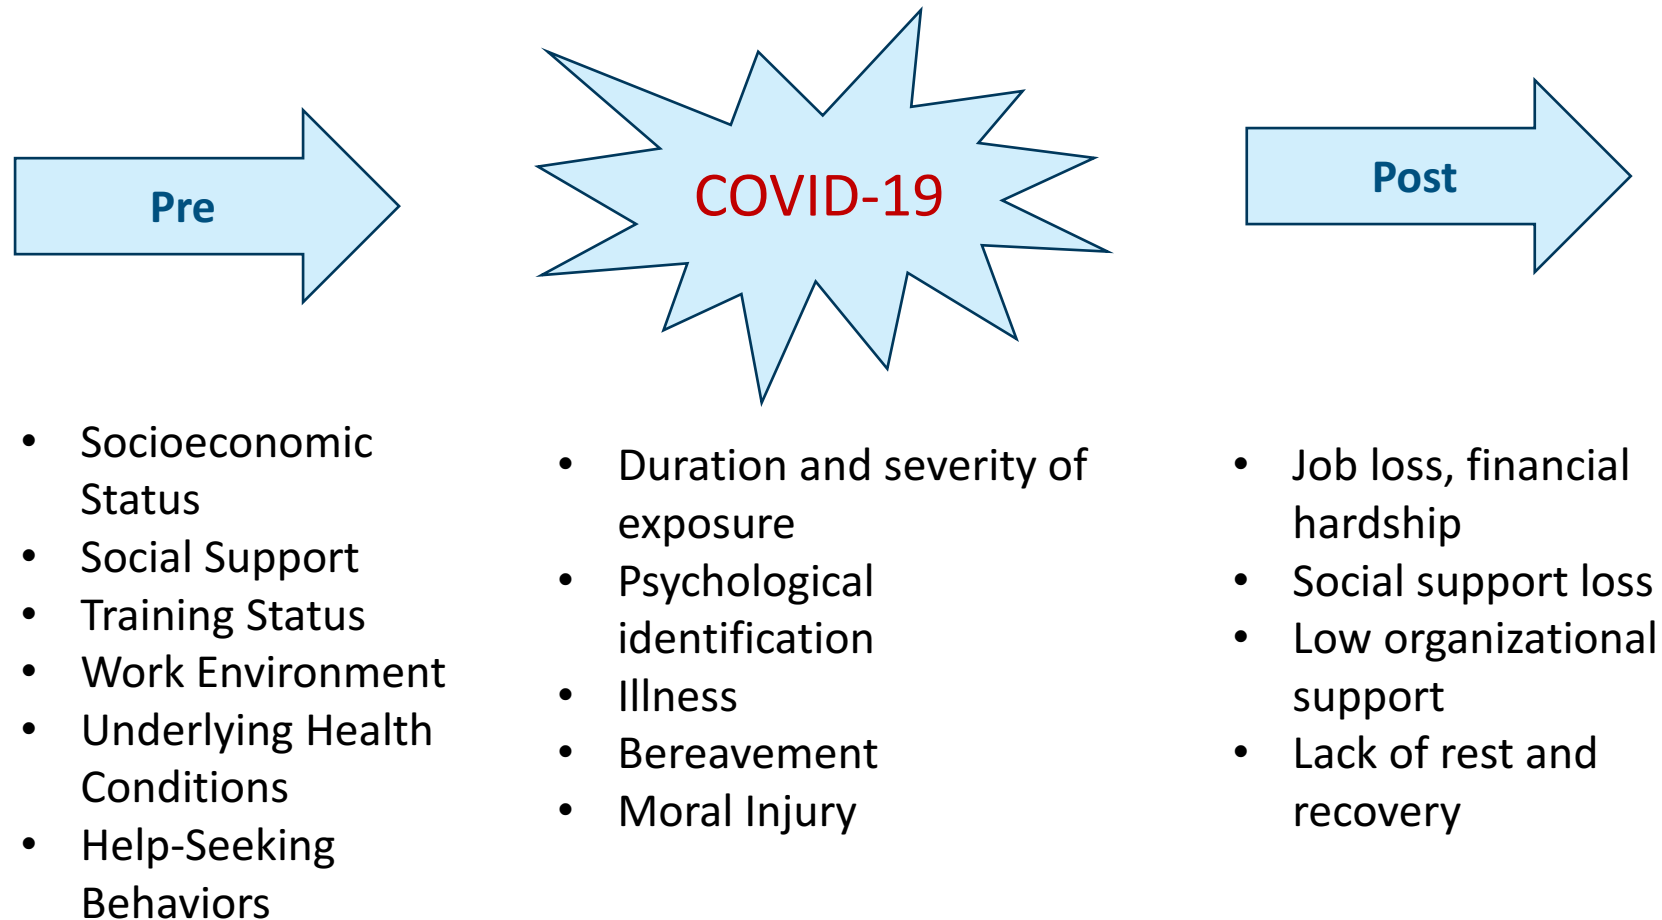 Pre
COVID-19
Post
• Socioeconomic
Status
• Social Support
• Training Status
• Work Environment
• Underlying Health
Conditions
• Help-Seeking
Behaviors
• Duration and severity of
exposure
• Psychological
identification
• Illness
• Bereavement
• Moral Injury
• Job loss, financial
hardship
• Social support loss
• Low organizational
support
• Lack of rest and
recovery